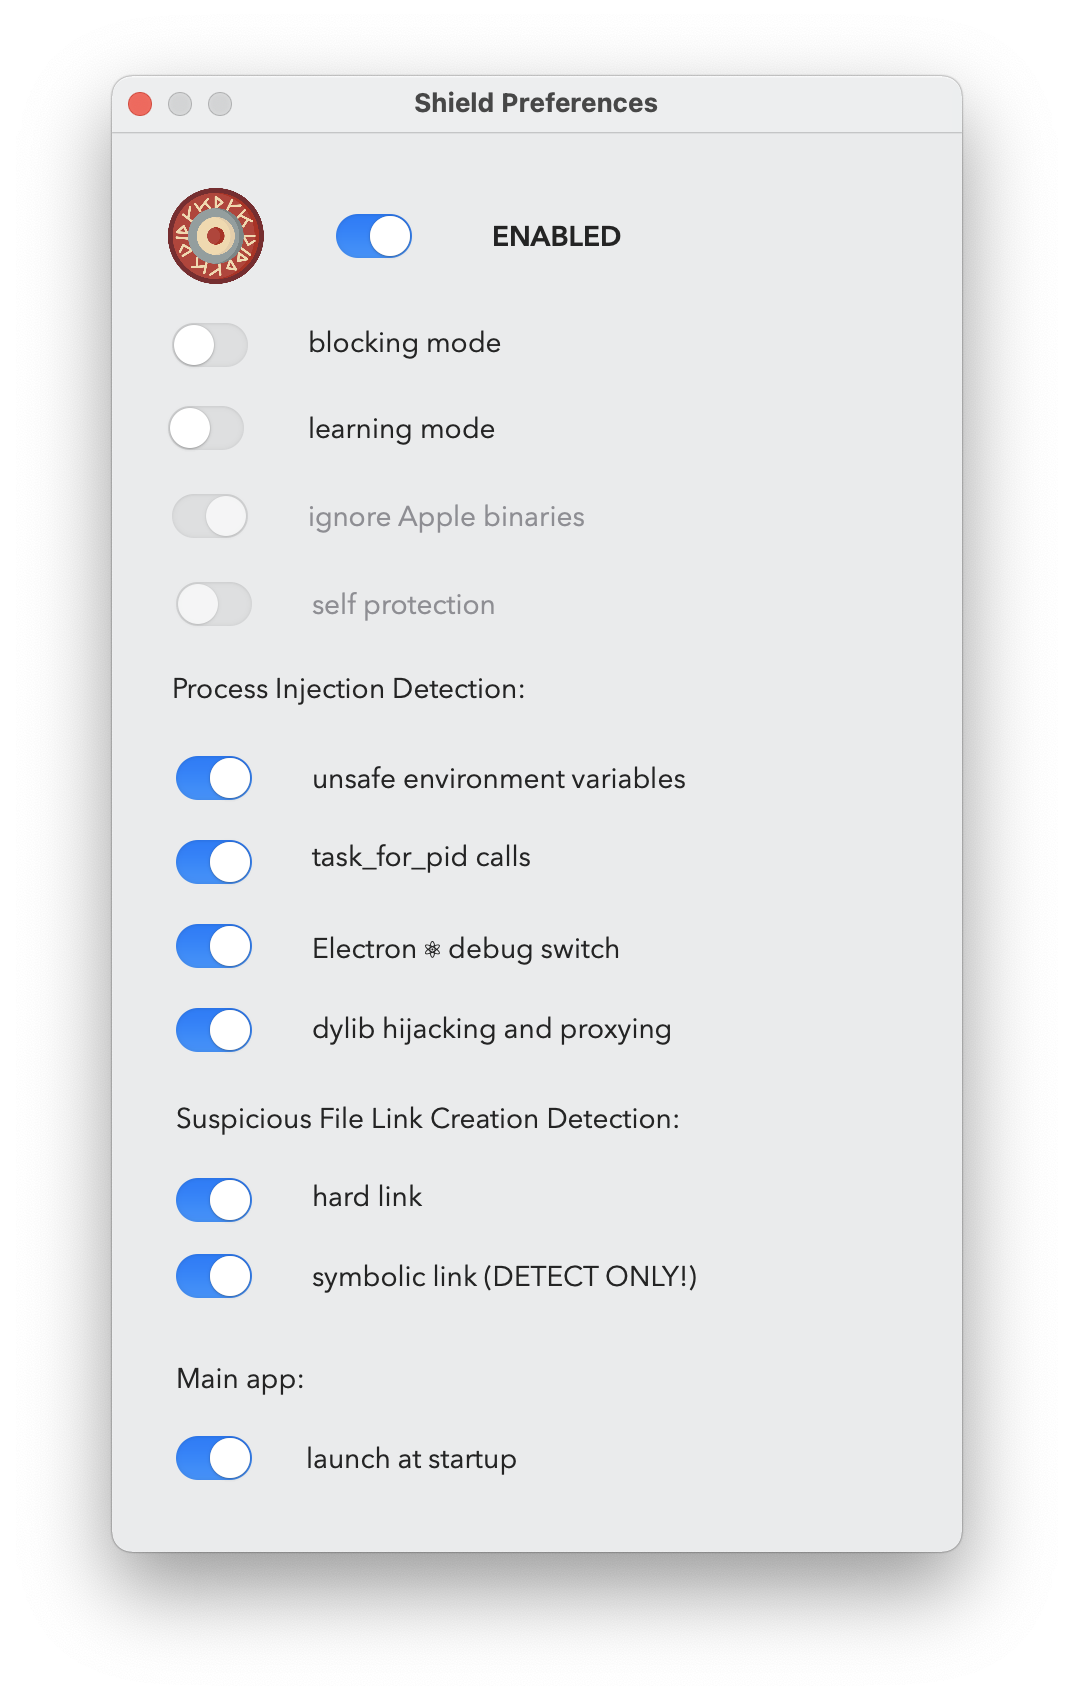 Shield Preferences
ENABLED
blocking mode
learning mode
ignore Apple binaries
self protection
Process Injection Detection:
unsafe environment variables
task_for_pid calls
Electron ⚛ debug switch
dylib hijacking and proxying
Suspicious File Link Creation Detection:
hard link
symbolic link (DETECT ONLY!)
Main app:
launch at startup